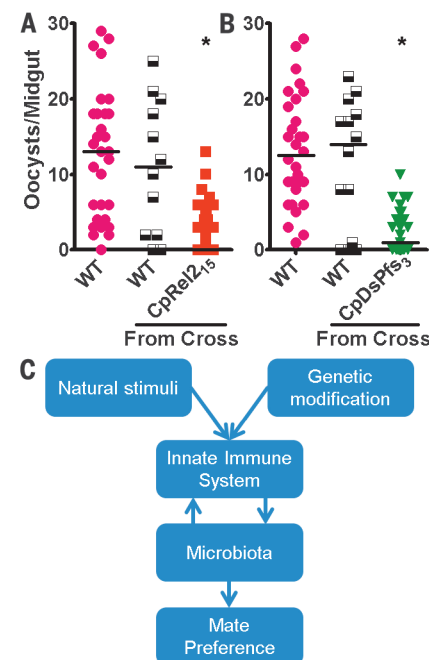 A
*
B
*
Oocysts/Midgut
30
20
10
0
30
20
10
0
WT
WT
CpRel2₁₅
WT
WT
CpDsPfs₃
From Cross
From Cross
C
Natural stimuli
Genetic
modification
Innate Immune
System
Microbiota
Mate
Preference